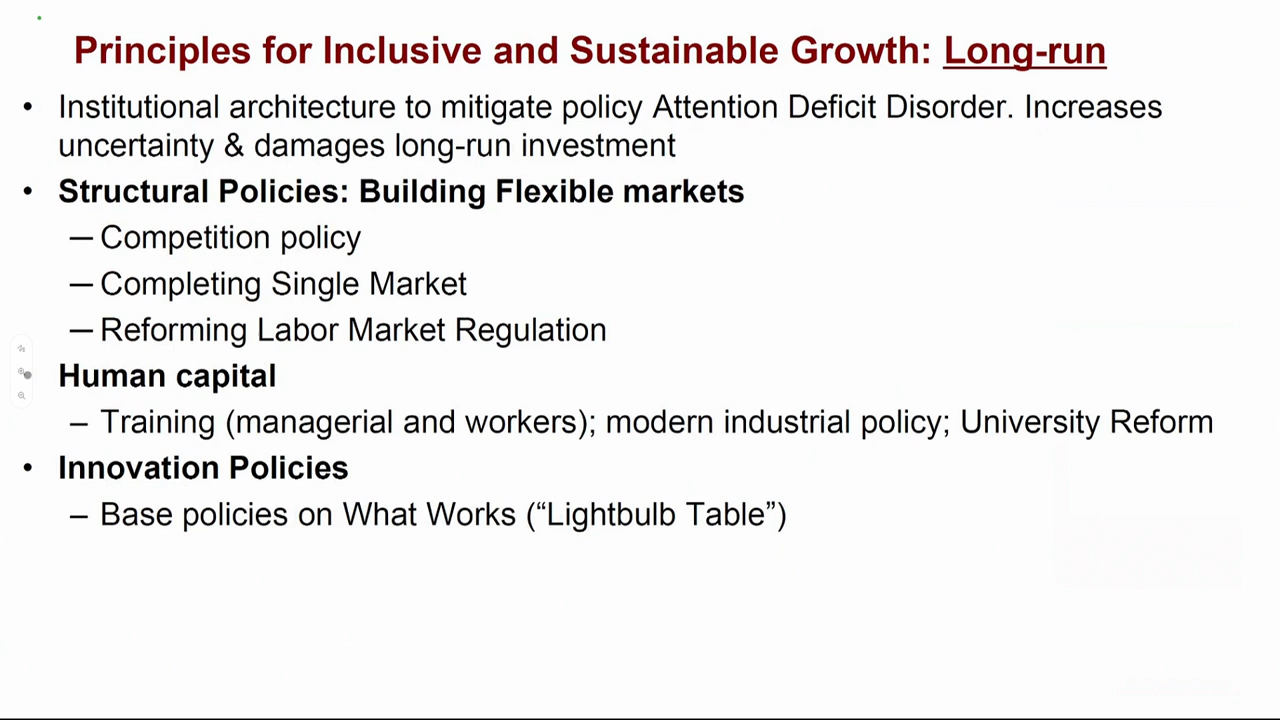 Principles for Inclusive and Sustainable Growth: Long-run
• Institutional architecture to mitigate policy Attention Deficit Disorder. Increases
uncertainty & damages long-run investment
• Structural Policies: Building Flexible markets
— Competition policy
— Completing Single Market
— Reforming Labor Market Regulation
Human capital
– Training (managerial and workers); modern industrial policy; University Reform
• Innovation Policies
– Base policies on What Works (“Lightbulb Table”)